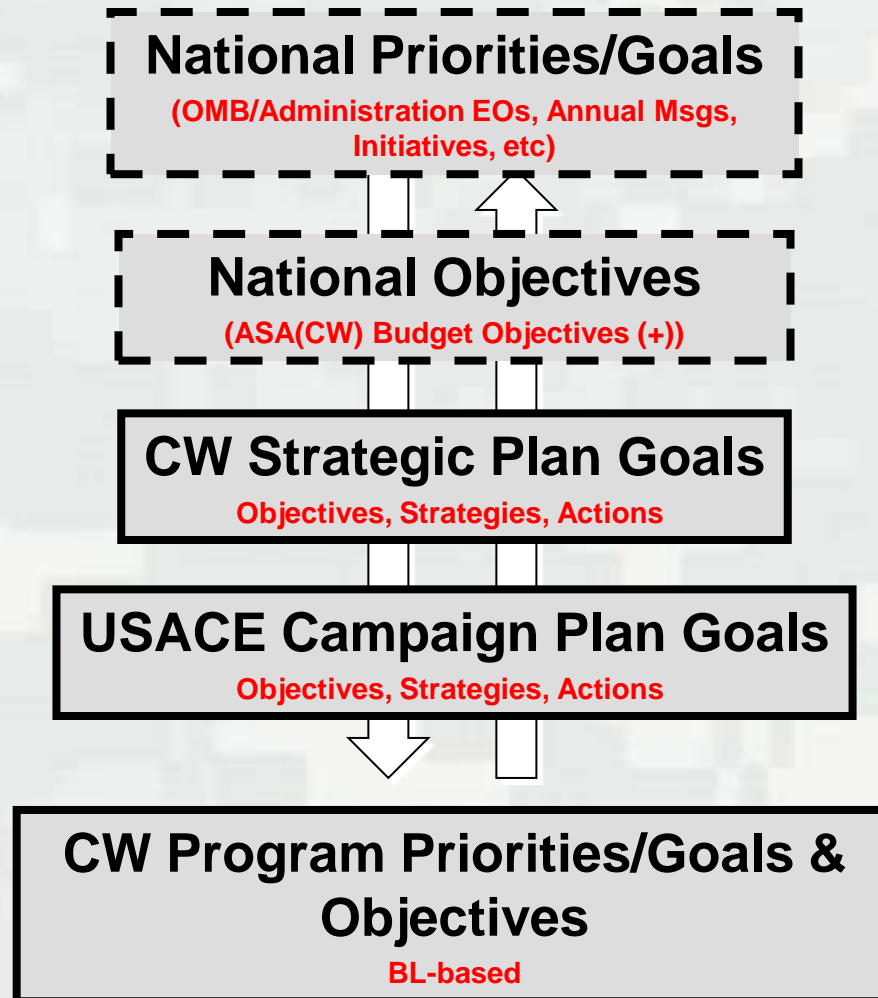 National Priorities/Goals
(OMB/Administration EOs, Annual Msgs,
Initiatives, etc)
National Objectives
(ASA(CW) Budget Objectives (+))
CW Strategic Plan Goals
Objectives, Strategies, Actions
USACE Campaign Plan Goals
Objectives, Strategies, Actions
CW Program Priorities/Goals &
Objectives
BL-based